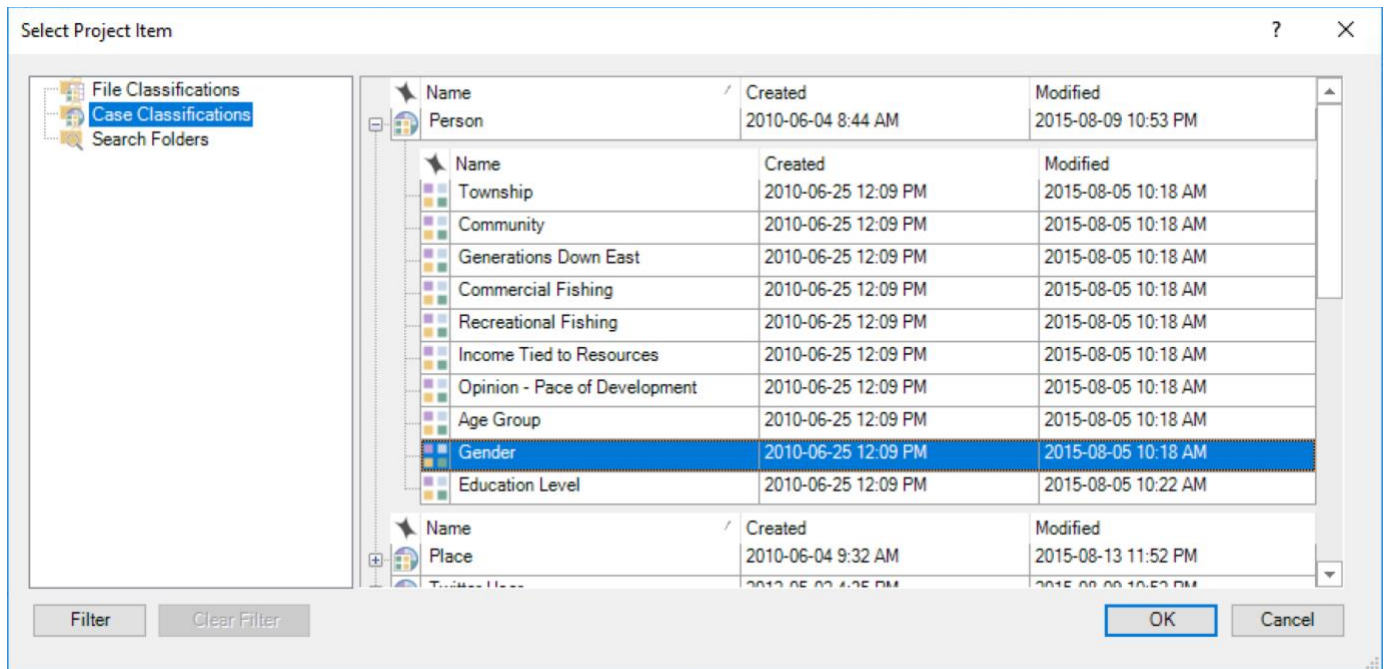 Select Project Item ? X
File Classifications
Case Classifications
Search Folders
Name Created Modified
Person 2010-06-04 8:44 AM 2015-08-09 10:53 PM
Name Created Modified
Township 2010-06-25 12:09 PM 2015-08-05 10:18 AM
Community 2010-06-25 12:09 PM 2015-08-05 10:18 AM
Generations Down East 2010-06-25 12:09 PM 2015-08-05 10:18 AM
Commercial Fishing 2010-06-25 12:09 PM 2015-08-05 10:18 AM
Recreational Fishing 2010-06-25 12:09 PM 2015-08-05 10:18 AM
Income Tied to Resources 2010-06-25 12:09 PM 2015-08-05 10:18 AM
Opinion - Pace of Development 2010-06-25 12:09 PM 2015-08-05 10:18 AM
Age Group 2010-06-25 12:09 PM 2015-08-05 10:18 AM
Gender 2010-06-25 12:09 PM 2015-08-05 10:18 AM
Education Level 2010-06-25 12:09 PM 2015-08-05 10:22 AM
Name Created Modified
Place 2010-06-04 9:32 AM 2015-08-13 11:52 PM
Filter Clear Filter OK Cancel